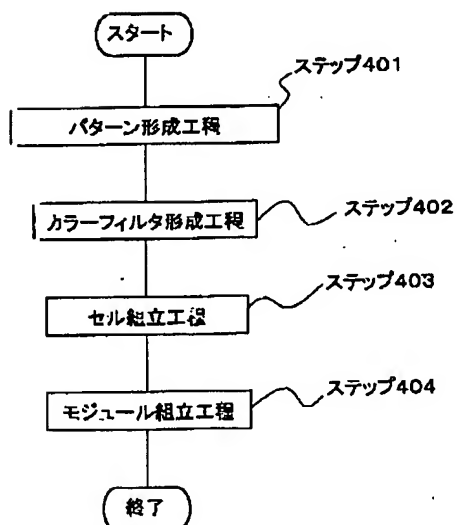 スタート
ステップ401
パターン形成工程
ステップ402
カラーフィルタ形成工程
ステップ403
セル組立工程
ステップ404
モジュール組立工程
終了